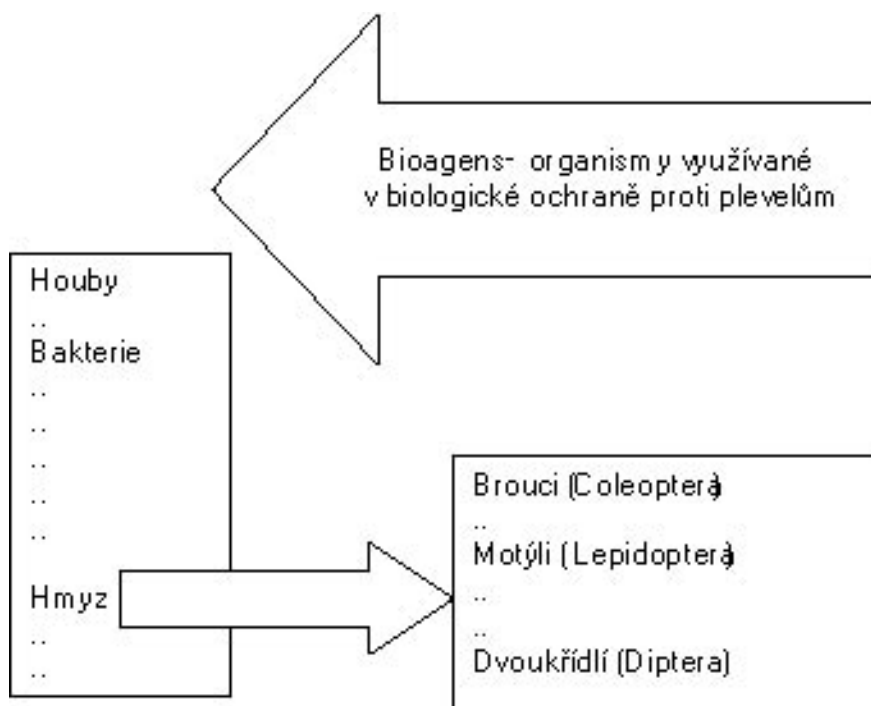 Bioagens- organismy využívané
v biologické ochraně proti plevelům
Houby
..
Bakterie
..
..
..
..
..
Hmyz
..
..
Brouci (Coleoptera)
..
Motýli (Lepidoptera)
..
..
Dvoukřídlí (Diptera)